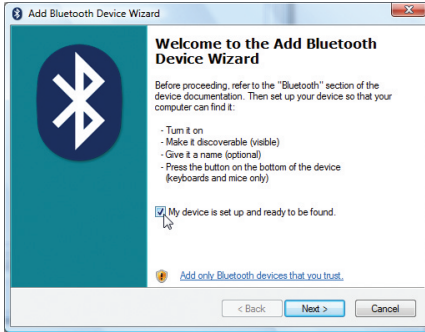 Add Bluetooth Device Wizard
Welcome to the Add Bluetooth
Device Wizard
Before proceeding, refer to the "Bluetooth" section of the
device documentation. Then set up your device so that your
computer can find it:
- Turn it on
- Make it discoverable (visible)
- Give it a name (optional)
- Press the button on the bottom of the device
(keyboards and mice only)
My device is set up and ready to be found.
Add only Bluetooth devices that you trust.
< Back Next > Cancel